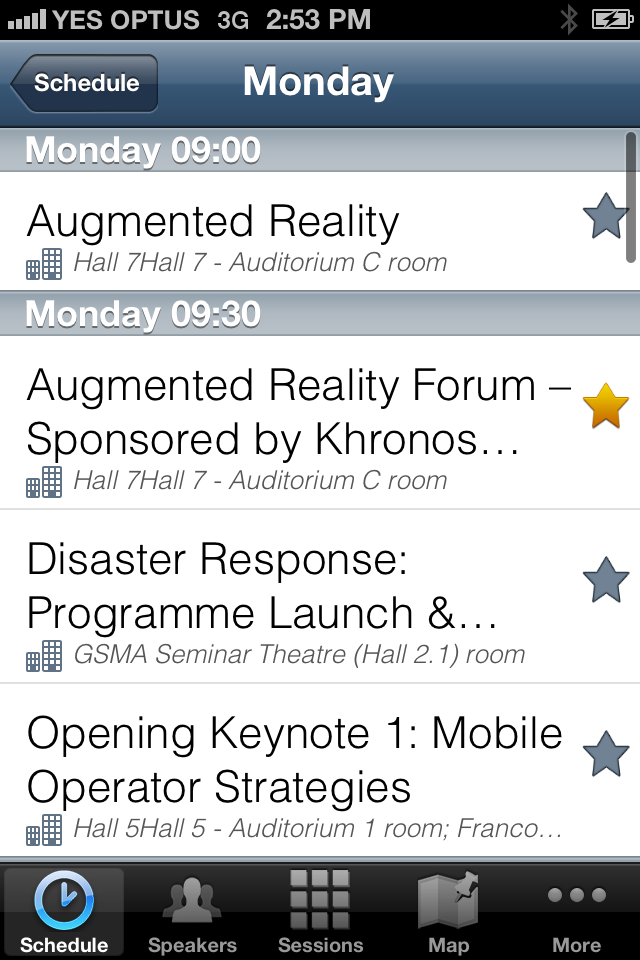 YES OPTUS 3G 2:53 PM
Schedule
Monday
Monday 09:00
Augmented Reality
Hall 7Hall 7 - Auditorium C room
Monday 09:30
Augmented Reality Forum –
Sponsored by Khronos…
Hall 7Hall 7 - Auditorium C room
Disaster Response:
Programme Launch &…
GSMA Seminar Theatre (Hall 2.1) room
Opening Keynote 1: Mobile
Operator Strategies
Hall 5Hall 5 - Auditorium 1 room; Franco…
Schedule Speakers Sessions Map More